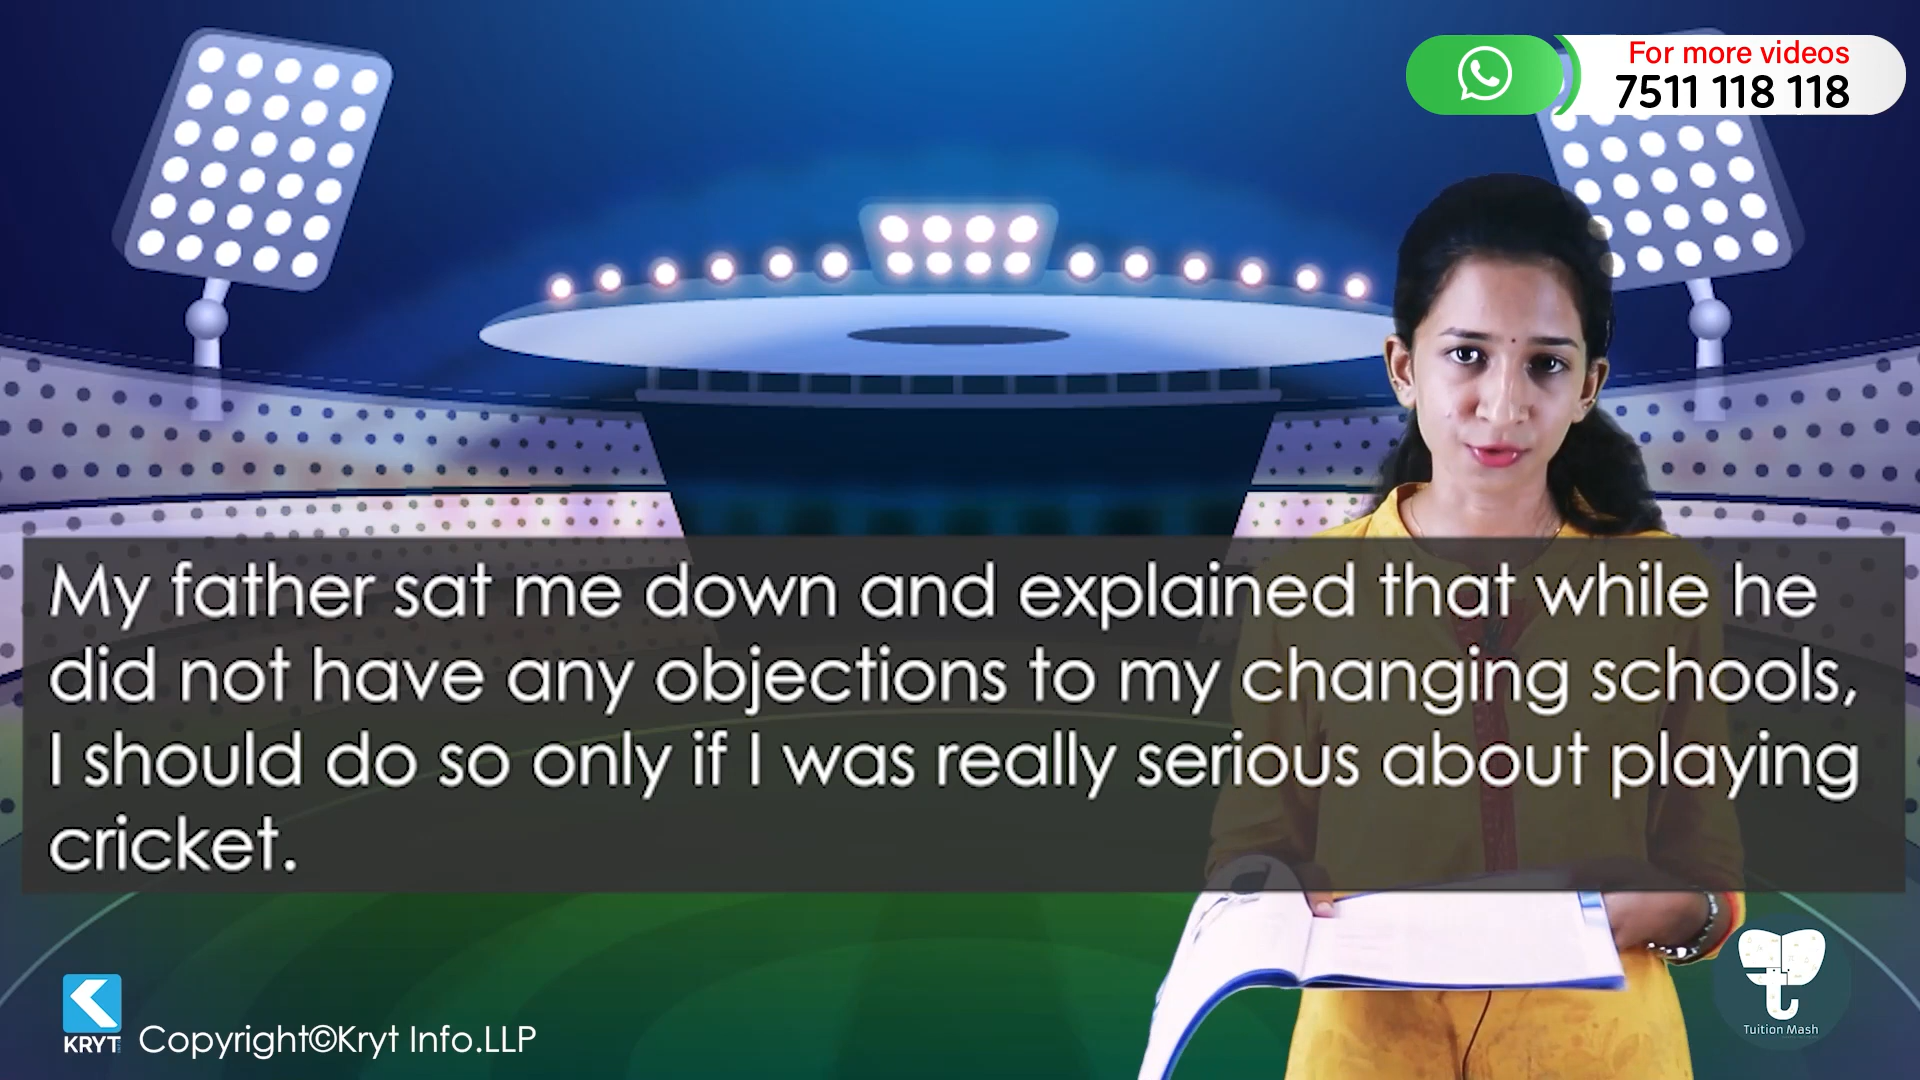 For more videos
7511 118 118
My father sat me down and explained that while he
did not have any objections to my changing schools,
I should do so only if I was really serious about playing
cricket.
KRYT
Copyright©Kryt Info.LLP
Tuition Mash